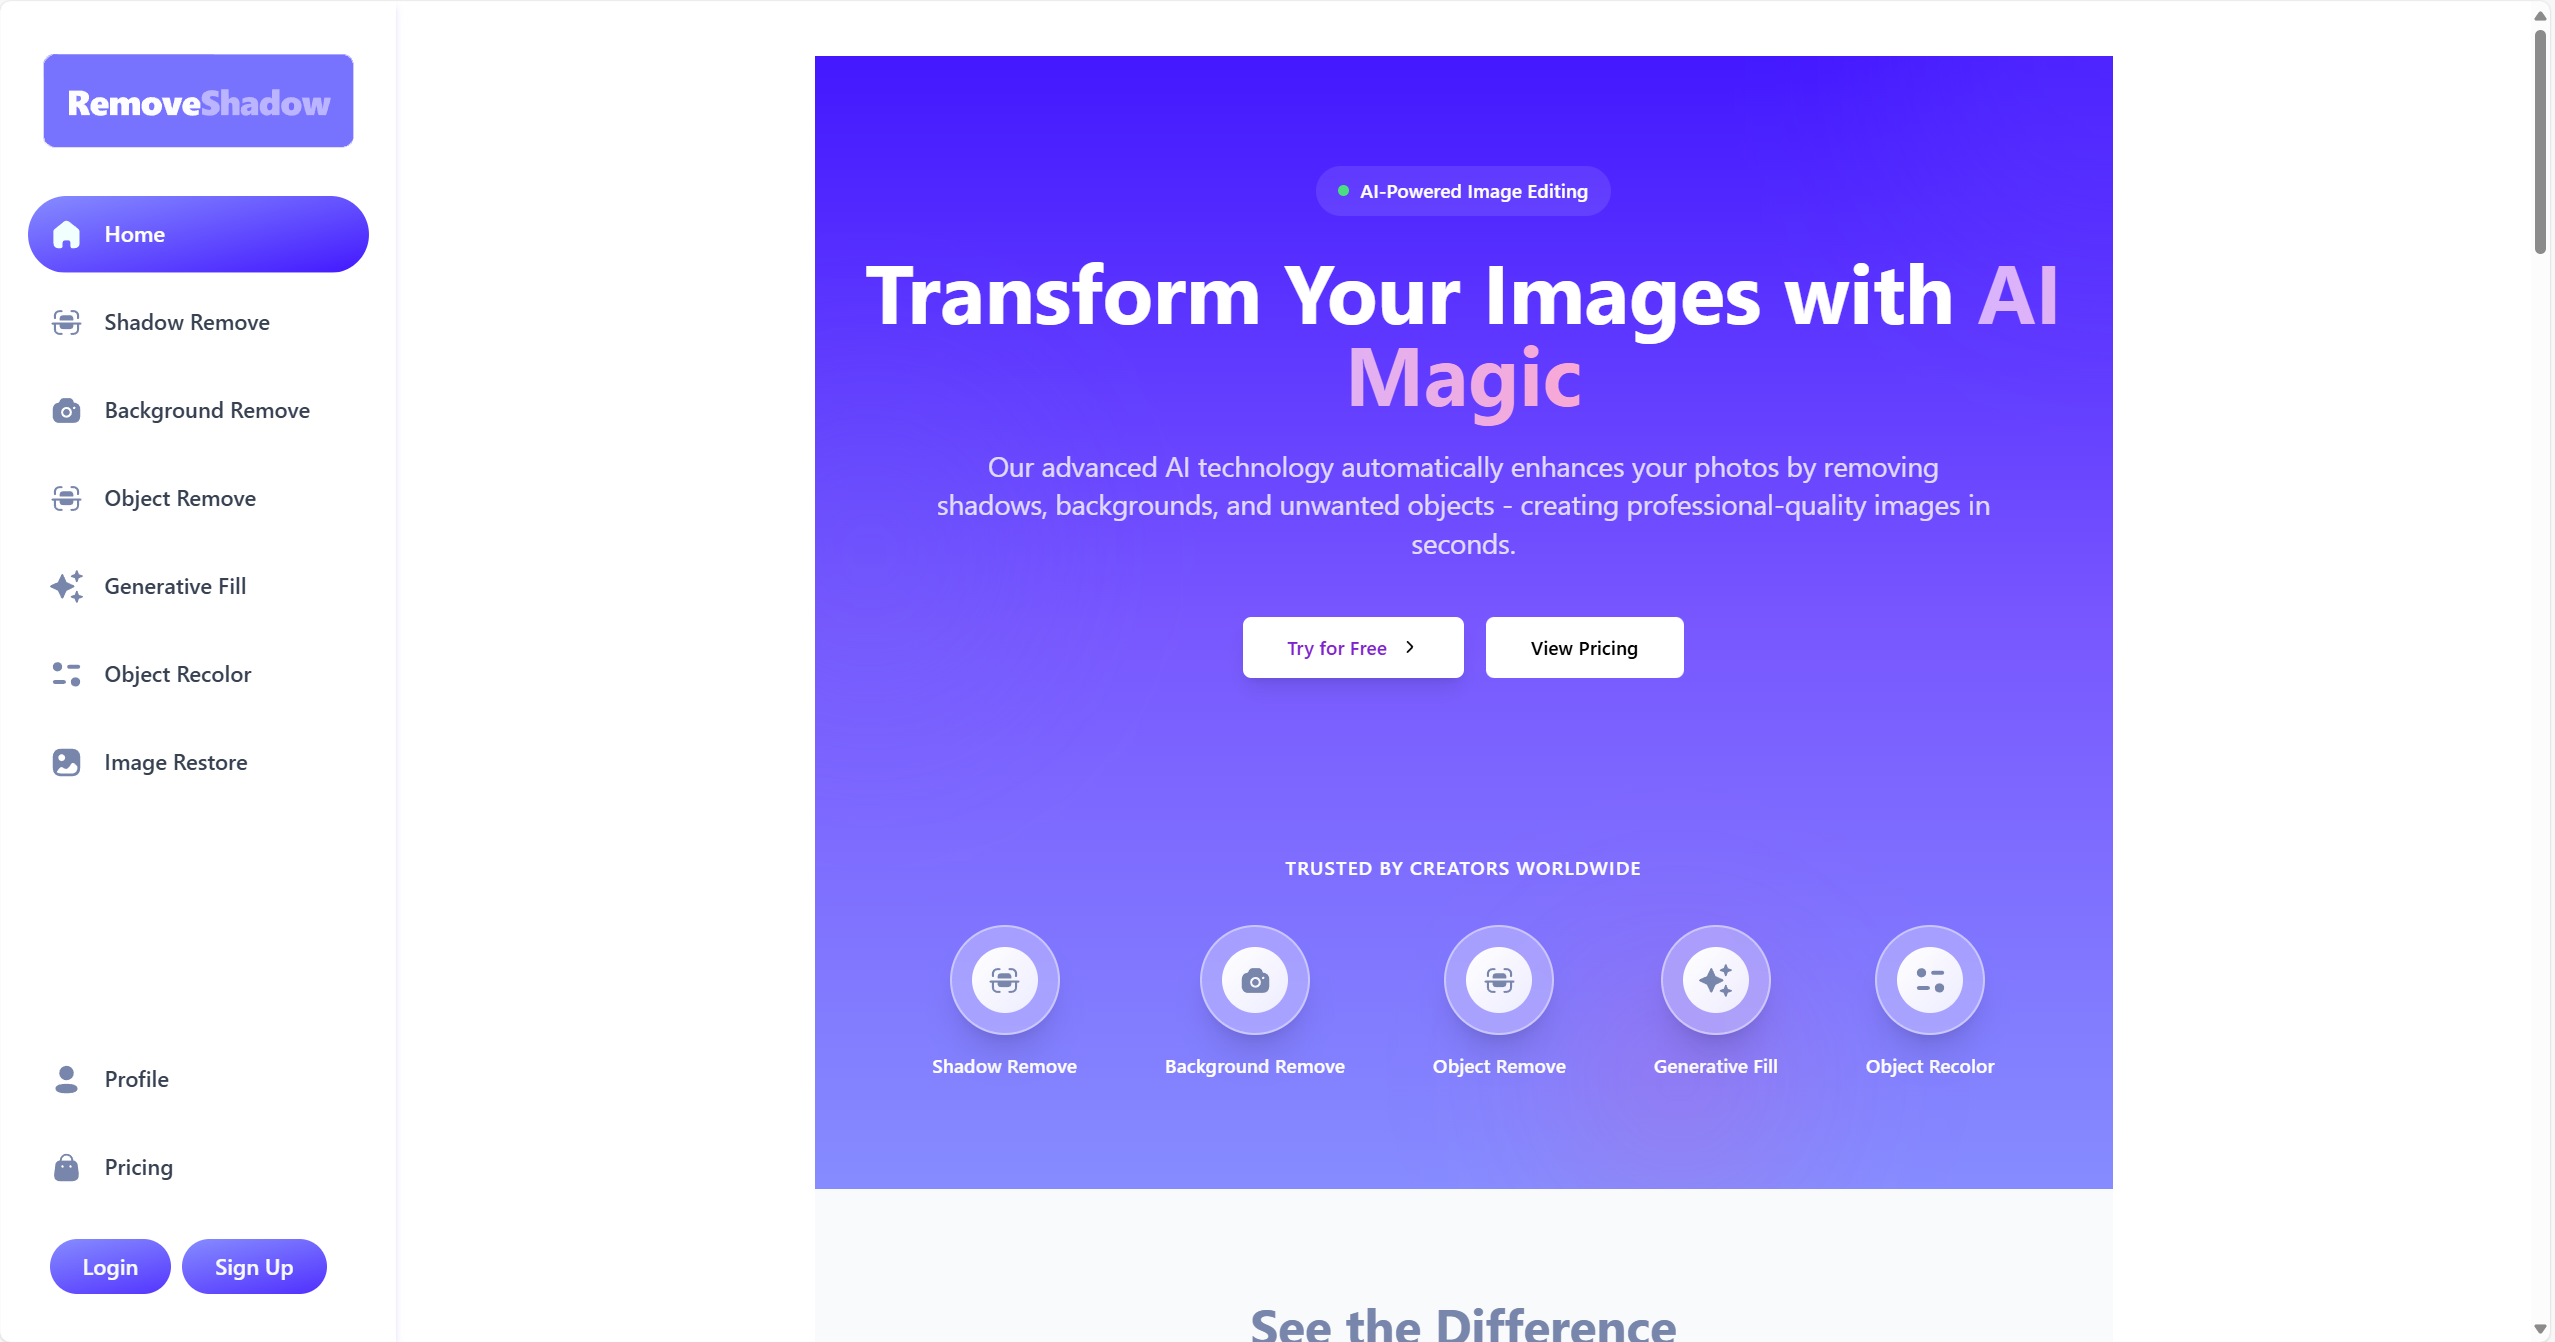 RemoveShadow
Home
Shadow Remove
Background Remove
Object Remove
Generative Fill
Object Recolor
Image Restore
Profile
Pricing
Login
Sign Up
AI-Powered Image Editing
Transform Your Images with AI
Magic
Our advanced AI technology automatically enhances your photos by removing
shadows, backgrounds, and unwanted objects - creating professional-quality images in
seconds.
Try for Free
View Pricing
TRUSTED BY CREATORS WORLDWIDE
Shadow Remove
Background Remove
Object Remove
Generative Fill
Object Recolor
See the Difference